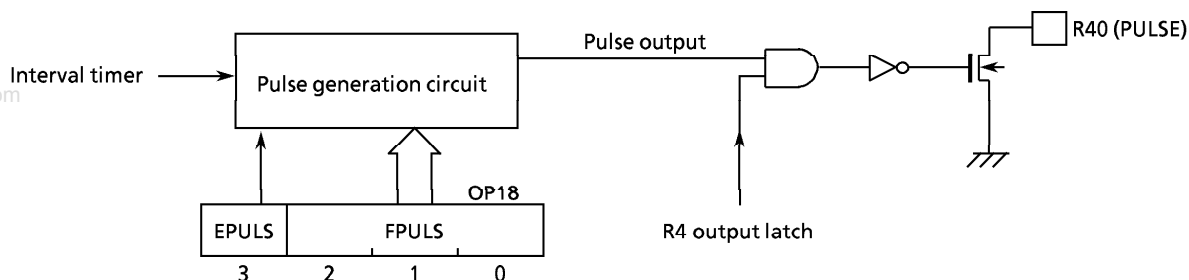 Pulse output
R40 (PULSE)
Interval timer
Pulse generation circuit
om
OP18
EPULS
FPULS
R4 output latch
3 2 1 0